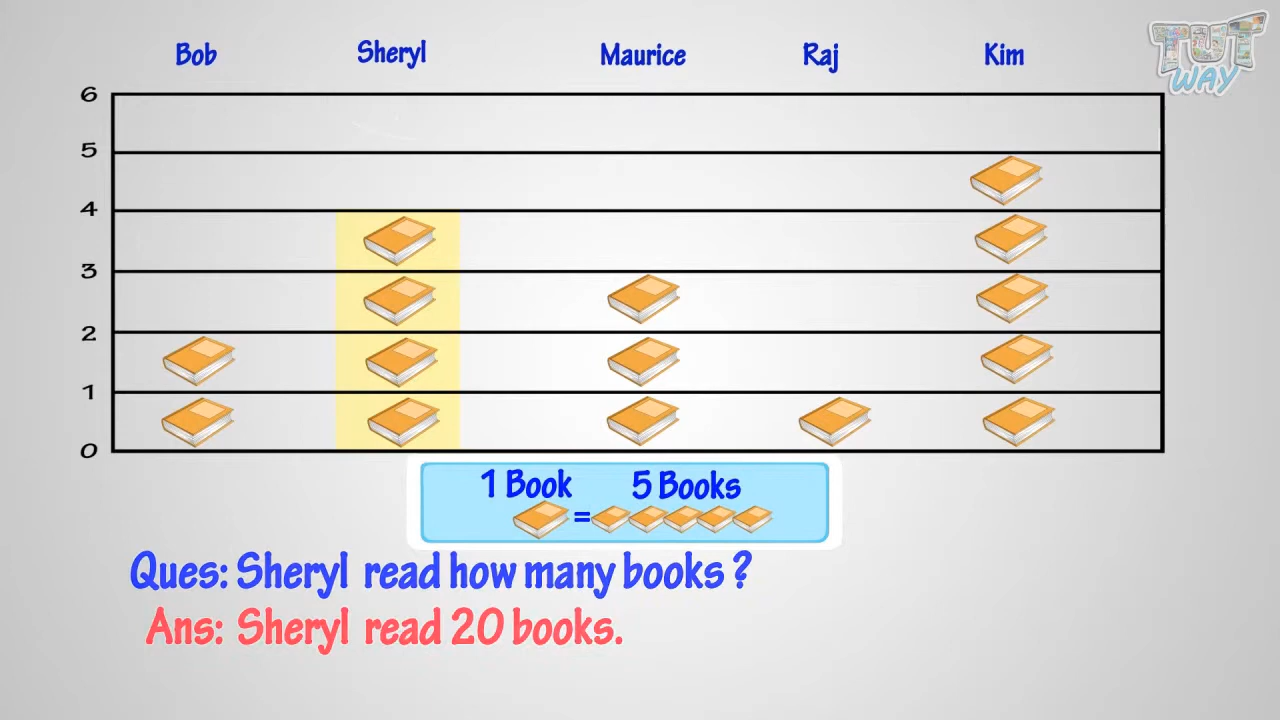 Bob Sheryl Maurice Raj Kim
TUT
WAY
6
5
4
3
2
1
0
1 Book 5 Books
=
Ques: Sheryl read how many books ?
Ans: Sheryl read 20 books.